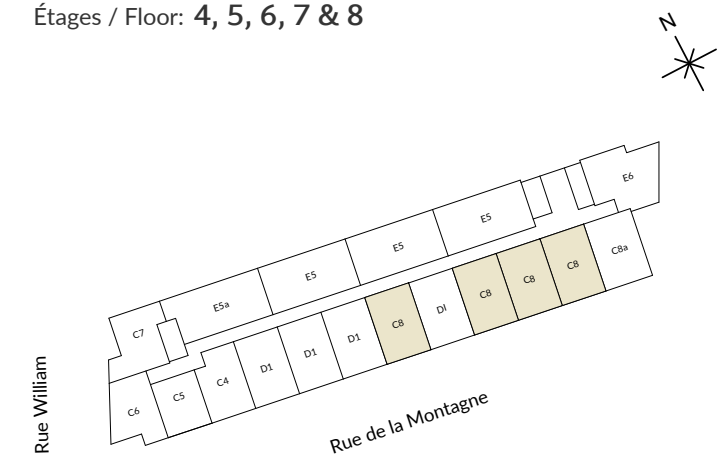 Étages / Floor: 4, 5, 6, 7 & 8
N
E6
E5
E5
E5
E5a
C7
C8a
C8
C8
C8
DI
C8
D1
D1
D1
C4
C5
C6
Rue William
Rue de la Montagne